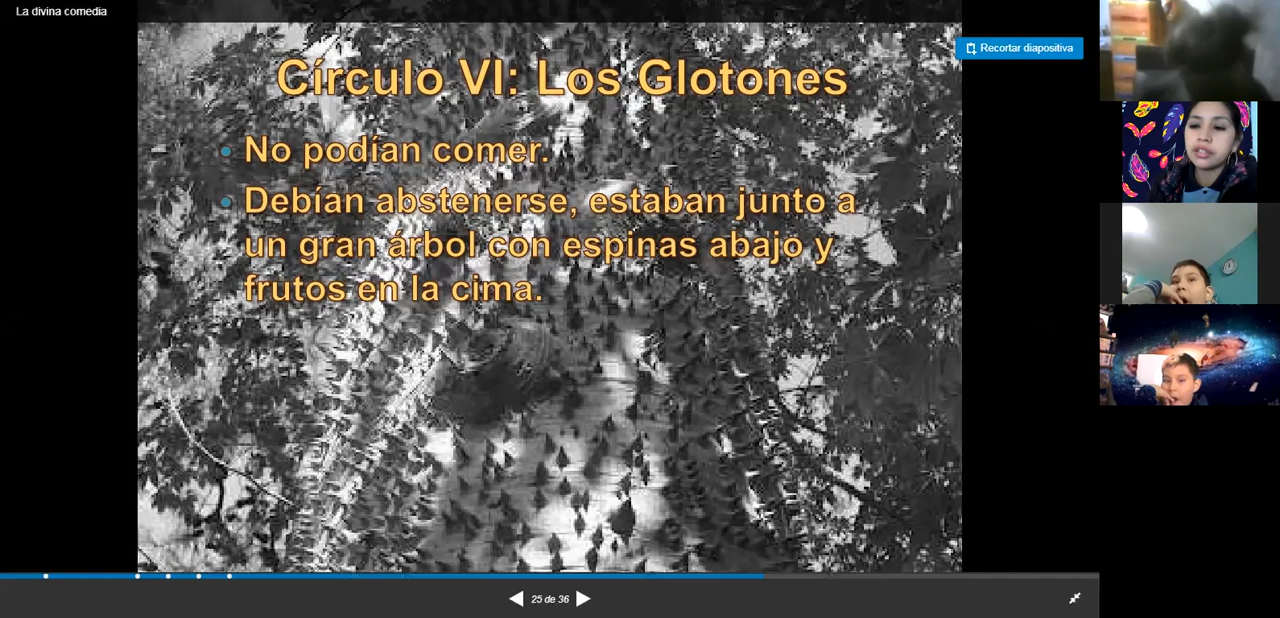 La divina comedia
Recortar diapositiva
Círculo VI: Los Glotones
No podían comer.
Debían abstenerse, estaban junto a
un gran árbol con espinas abajo y
frutos en la cima.
25 de 36